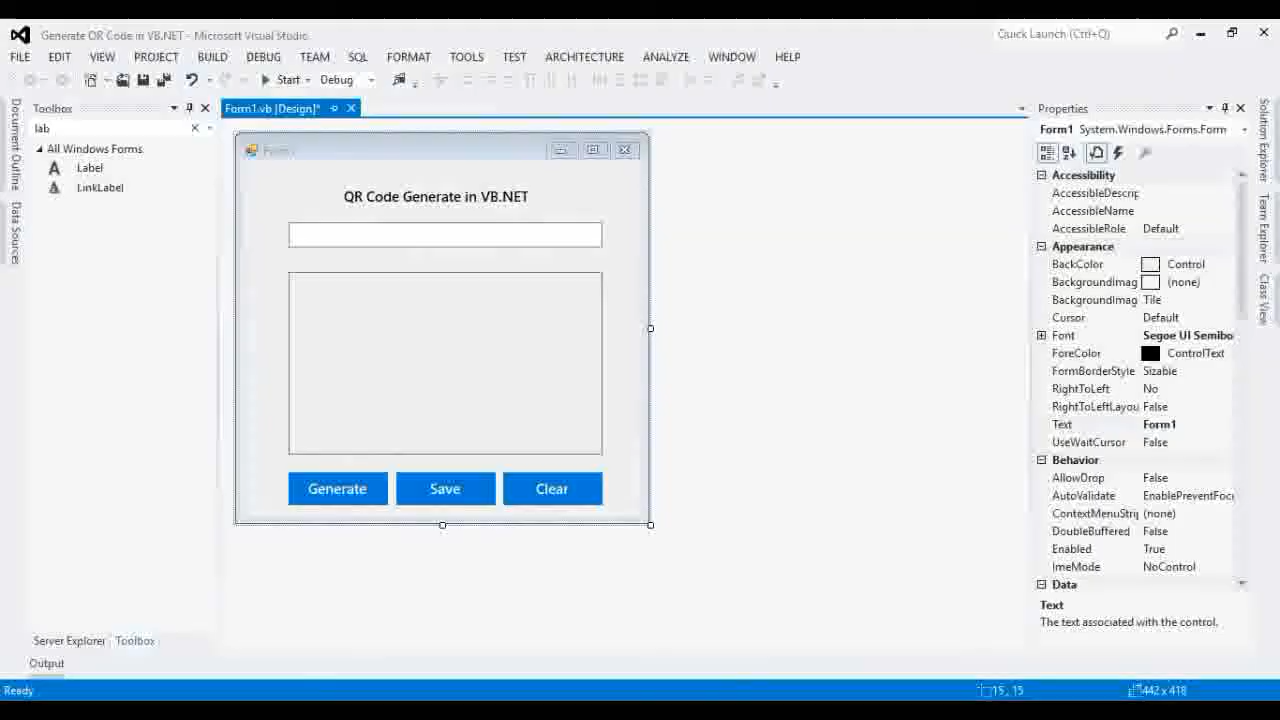 Generate QR Code in VB.NET - Microsoft Visual Studio
Quick Launch (Ctrl+Q)
FILE EDIT VIEW PROJECT BUILD DEBUG TEAM SQL FORMAT TOOLS TEST ARCHITECTURE ANALYZE WINDOW HELP
Start Debug
Document Outline
Data Sources
Toolbox
lab
All Windows Forms
A Label
A LinkLabel
Server Explorer Toolbox
Output
Form1.vb [Design]*
Form1
QR Code Generate in VB.NET
Generate Save Clear
Properties
Form1 System.Windows.Forms.Form
Accessibility
AccessibleDescrip
AccessibleName
AccessibleRole Default
Appearance
BackColor Control
BackgroundImag (none)
BackgroundImag Tile
Cursor Default
Font Segoe UI Semibo
ForeColor ControlText
FormBorderStyle Sizable
RightToLeft No
RightToLeftLayou False
Text Form1
UseWaitCursor False
Behavior
AllowDrop False
AutoValidate EnablePreventFoc
ContextMenuStrip (none)
DoubleBuffered False
Enabled True
ImeMode NoControl
Data
Text
The text associated with the control.
Solution Explorer
Team Explorer
Class View
Ready
15, 15
442 x 418